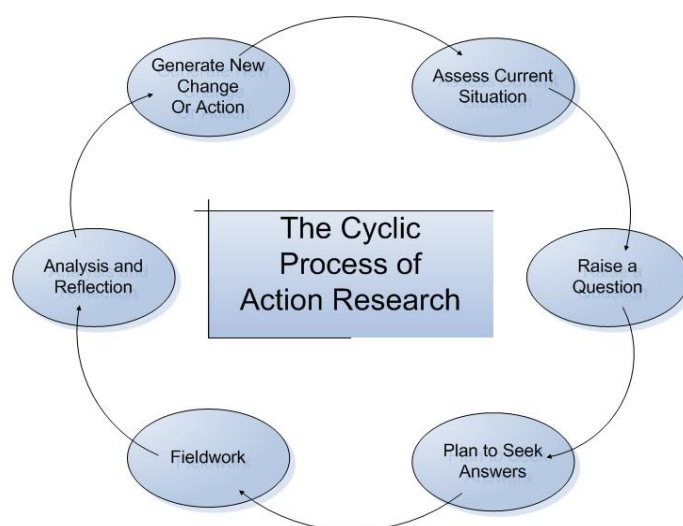 Generate New
Change
Or Action
Assess Current
Situation
Raise a
Question
Plan to Seek
Answers
Fieldwork
Analysis and
Reflection
The Cyclic
Process of
Action Research